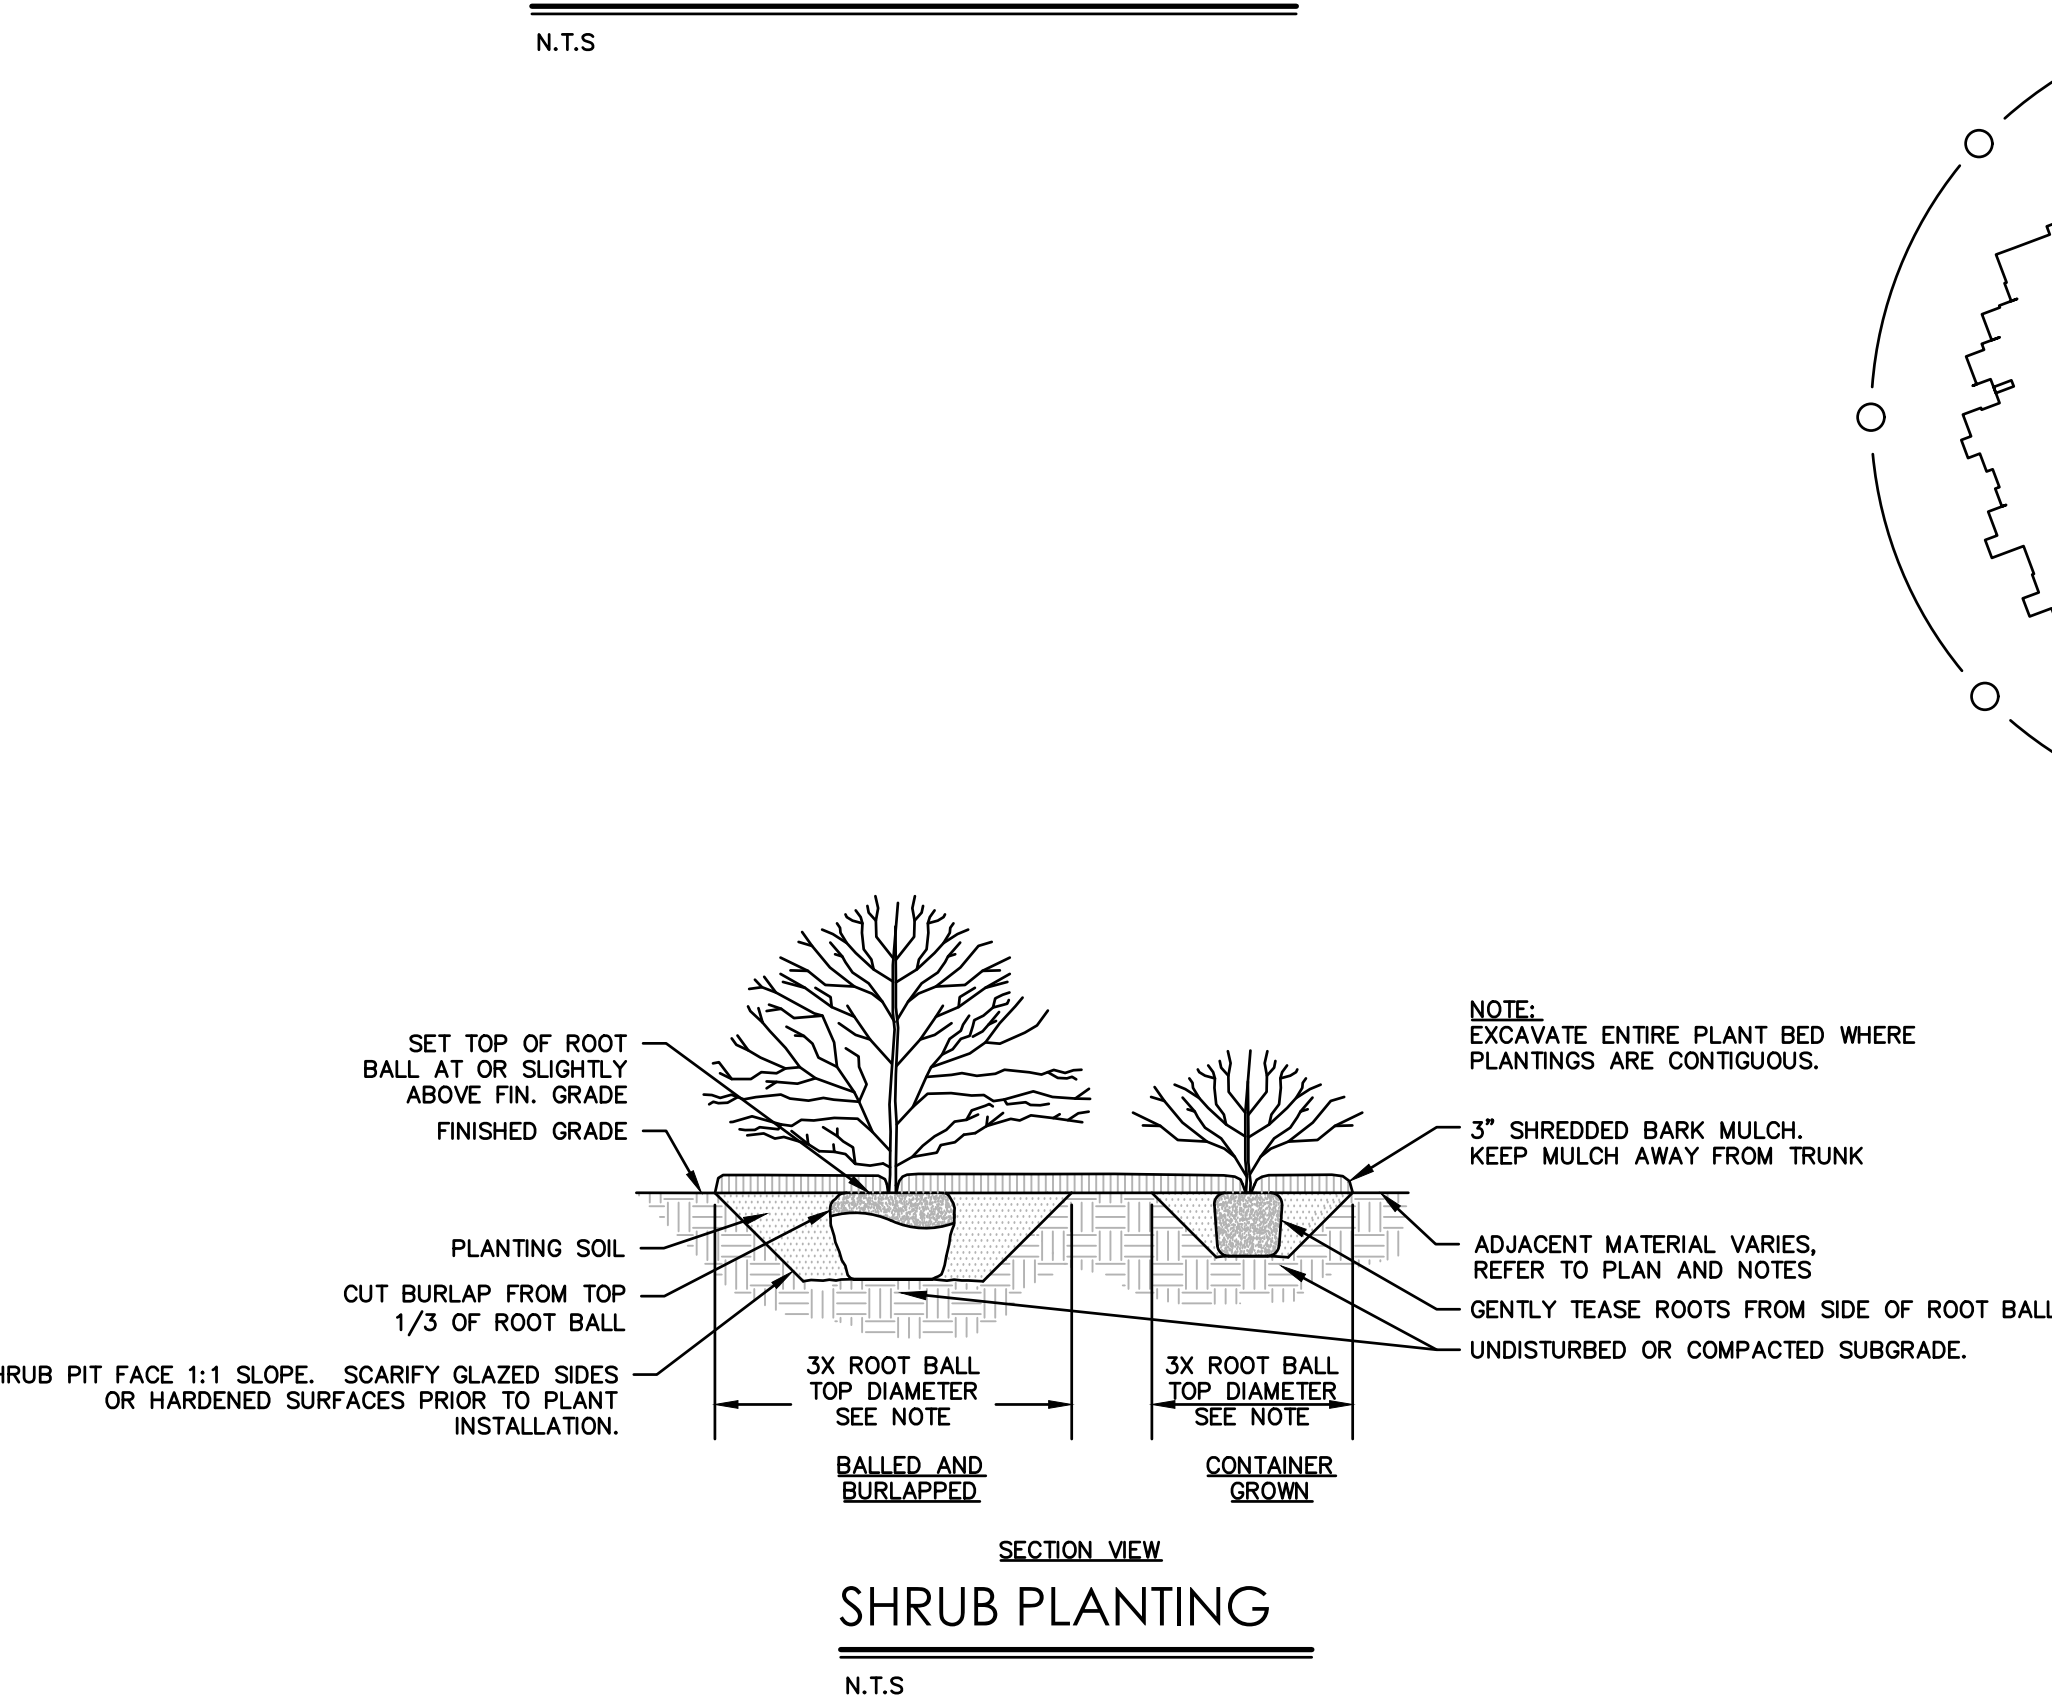 N.T.S
SET TOP OF ROOT
BALL AT OR SLIGHTLY
ABOVE FIN. GRADE
FINISHED GRADE
PLANTING SOIL
CUT BURLAP FROM TOP
1/3 OF ROOT BALL
PIT FACE 1:1 SLOPE. SCARIFY GLAZED SIDES
OR HARDENED SURFACES PRIOR TO PLANT
INSTALLATION.
NOTE:
EXCAVATE ENTIRE PLANT BED WHERE
PLANTINGS ARE CONTIGUOUS.
3" SHREDDED BARK MULCH.
KEEP MULCH AWAY FROM TRUNK
ADJACENT MATERIAL VARIES,
REFER TO PLAN AND NOTES
GENTLY TEASE ROOTS FROM SIDE OF ROOT BALL
UNDISTURBED OR COMPACTED SUBGRADE.
3X ROOT BALL
TOP DIAMETER
SEE NOTE
3X ROOT BALL
TOP DIAMETER
SEE NOTE
BALLED AND
BURLAPPED
CONTAINER
GROWN
SECTION VIEW
SHRUB PLANTING
N.T.S